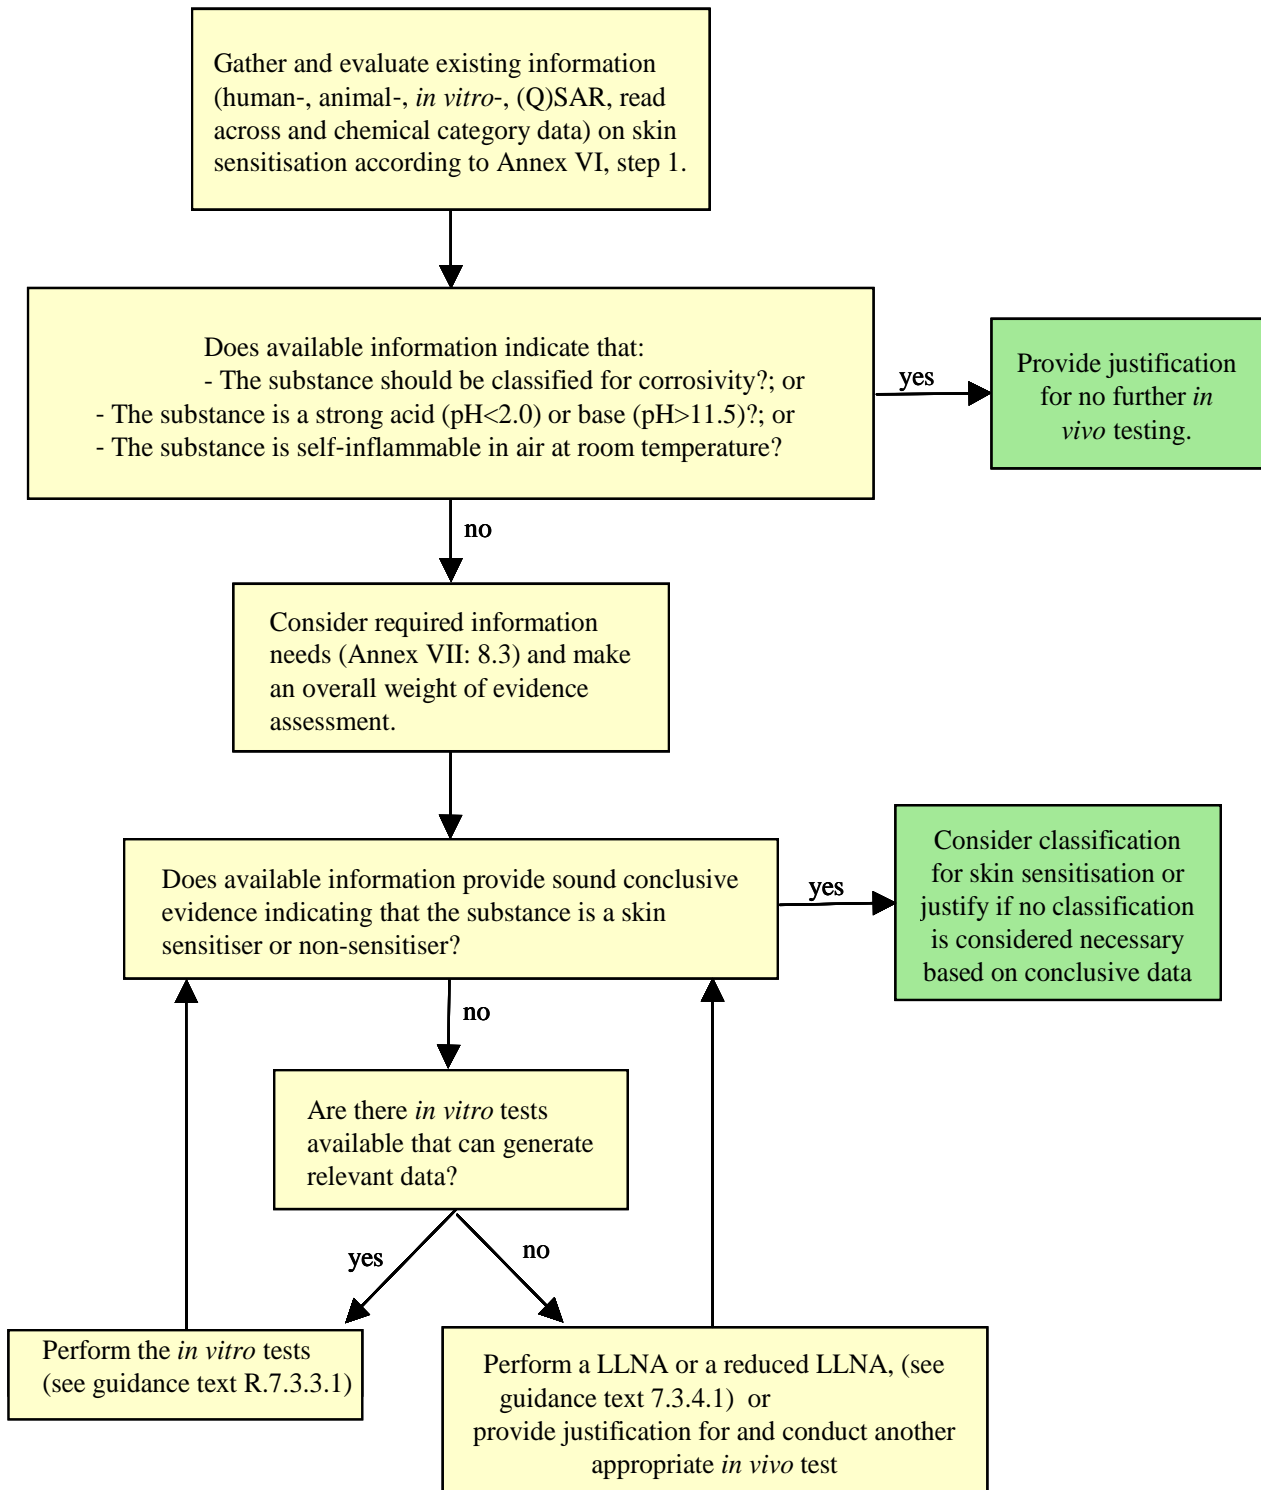 Gather and evaluate existing information
(human-, animal-, in vitro-, (Q)SAR, read
across and chemical category data) on skin
sensitisation according to Annex VI, step 1.
Does available information indicate that:
- The substance should be classified for corrosivity?; or
- The substance is a strong acid (pH<2.0) or base (pH>11.5)?; or
- The substance is self-inflammable in air at room temperature?
yes
Provide justification
for no further in
vivo testing.
no
Consider required information
needs (Annex VII: 8.3) and make
an overall weight of evidence
assessment.
Does available information provide sound conclusive
evidence indicating that the substance is a skin
sensitiser or non-sensitiser?
yes
Consider classification
for skin sensitisation or
justify if no classification
is considered necessary
based on conclusive data
no
Are there in vitro tests
available that can generate
relevant data?
yes
no
Perform the in vitro tests
(see guidance text R.7.3.3.1)
Perform a LLNA or a reduced LLNA, (see
guidance text 7.3.4.1) or
provide justification for and conduct another
appropriate in vivo test